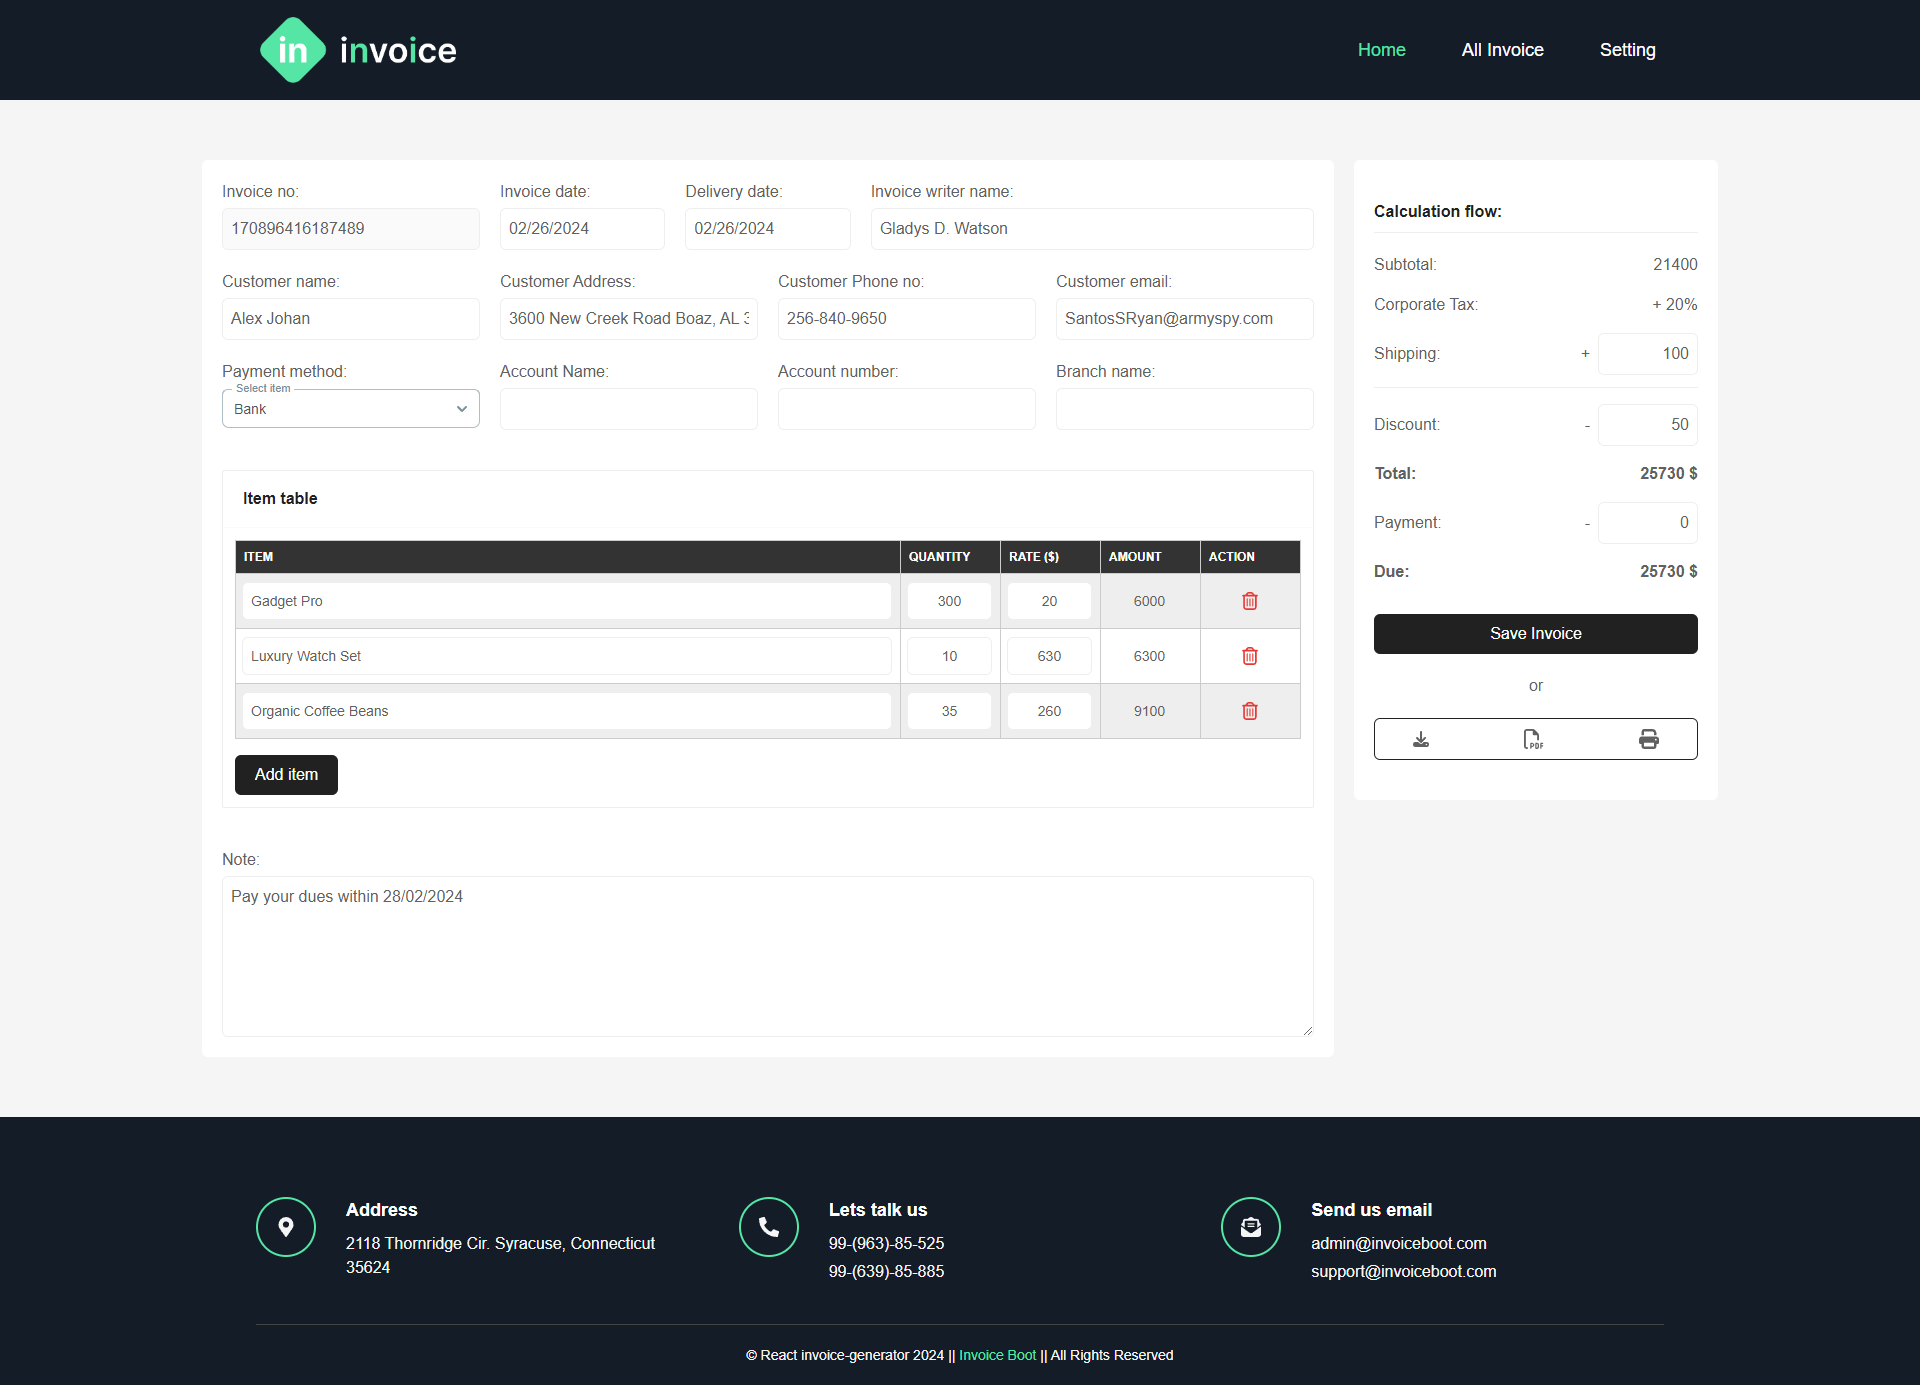 in invoice
Home All Invoice Setting
Invoice no: Invoice date: Delivery date: Invoice writer name:
170896416187489 02/26/2024 02/26/2024 Gladys D. Watson
Customer name: Customer Address: Customer Phone no: Customer email:
Alex Johan 3600 New Creek Road Boaz, AL 256-840-9650 SantosSRyan@armyspy.com
Payment method: Account Name: Account number: Branch name:
Select item
Bank
Item table
ITEM QUANTITY RATE ($) AMOUNT ACTION
Gadget Pro 300 20 6000
Luxury Watch Set 10 630 6300
Organic Coffee Beans 35 260 9100
Add item
Note:
Pay your dues within 28/02/2024
Calculation flow:
Subtotal: 21400
Corporate Tax: + 20%
Shipping: + 100
Discount: - 50
Total: 25730 $
Payment: - 0
Due: 25730 $
Save Invoice
or
PDF
Address
2118 Thornridge Cir. Syracuse, Connecticut
35624
Lets talk us
99-(963)-85-525
99-(639)-85-885
Send us email
admin@invoiceboot.com
support@invoiceboot.com
© React invoice-generator 2024 || Invoice Boot || All Rights Reserved